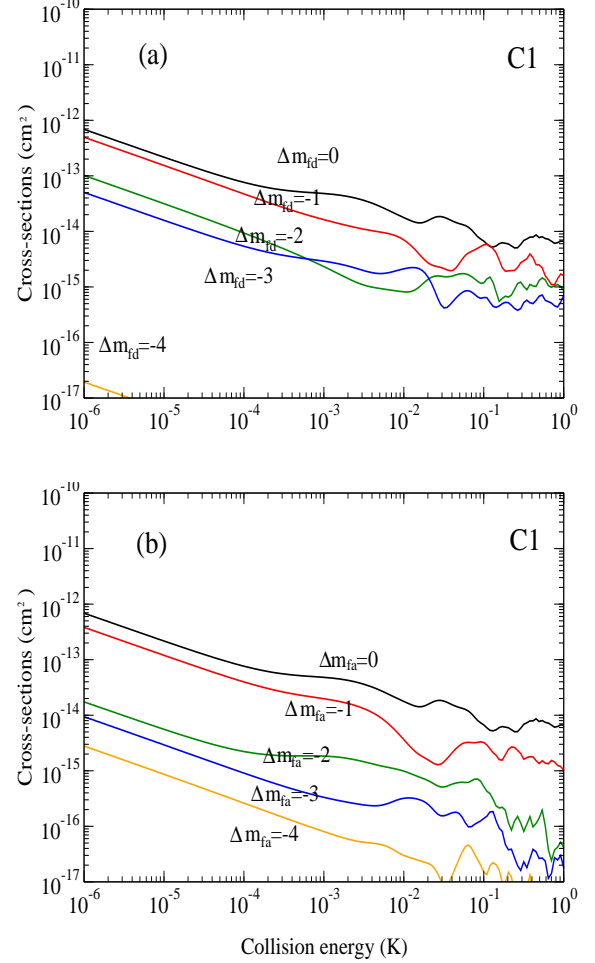 10^-10
(a)
C1
10^-11
10^-12
Δm_fd=0
10^-13
Δm_fd=-1
10^-14
Δm_fd=-2
Δm_fd=-3
10^-15
10^-16
Δm_fd=-4
10^-17
Cross-sections (cm²)
10^-6 10^-5 10^-4 10^-3 10^-2 10^-1 10^0
10^-10
(b)
C1
10^-11
10^-12
Δm_fa=0
10^-13
Δm_fa=-1
10^-14
Δm_fa=-2
10^-15
Δm_fa=-3
Δm_fa=-4
10^-16
10^-17
Cross-sections (cm²)
10^-6 10^-5 10^-4 10^-3 10^-2 10^-1 10^0
Collision energy (K)